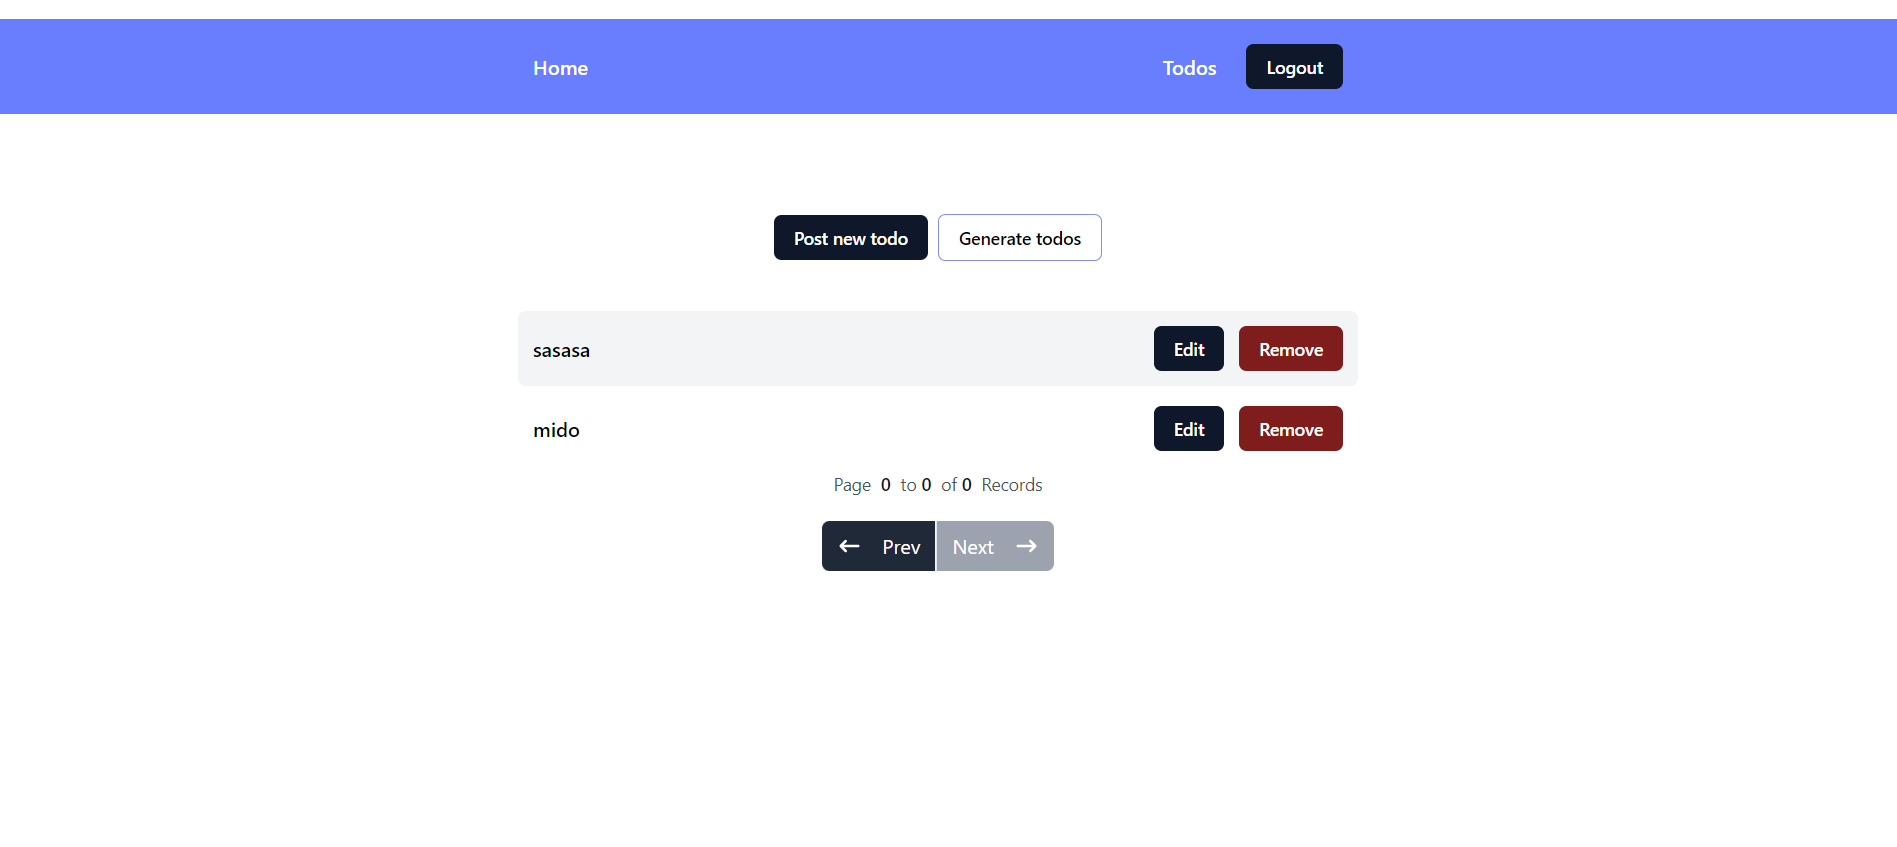 Home Todos Logout
Post new todo Generate todos
sasasa Edit Remove
mido Edit Remove
Page 0 to 0 of 0 Records
Prev Next